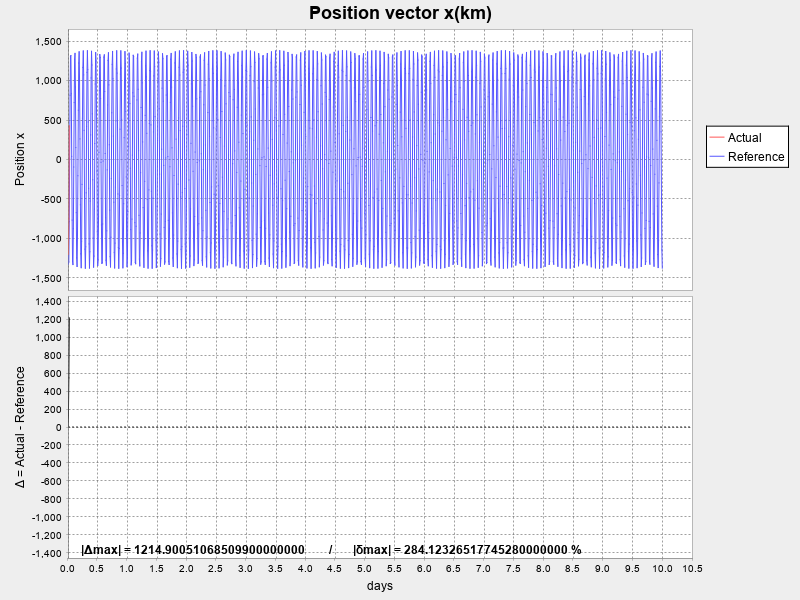 Position vector x(km)
1,500
1,000
500
0
-500
-1,000
-1,500
Position x
Actual
Reference
1,400
1,200
1,000
800
600
400
200
0
-200
-400
-600
-800
-1,000
-1,200
-1,400
Δ = Actual - Reference
|Δmax| = 1214.90051068509900000000 / |δmax| = 284.12326517745280000000 %
0.0 0.5 1.0 1.5 2.0 2.5 3.0 3.5 4.0 4.5 5.0 5.5 6.0 6.5 7.0 7.5 8.0 8.5 9.0 9.5 10.0 10.5
days